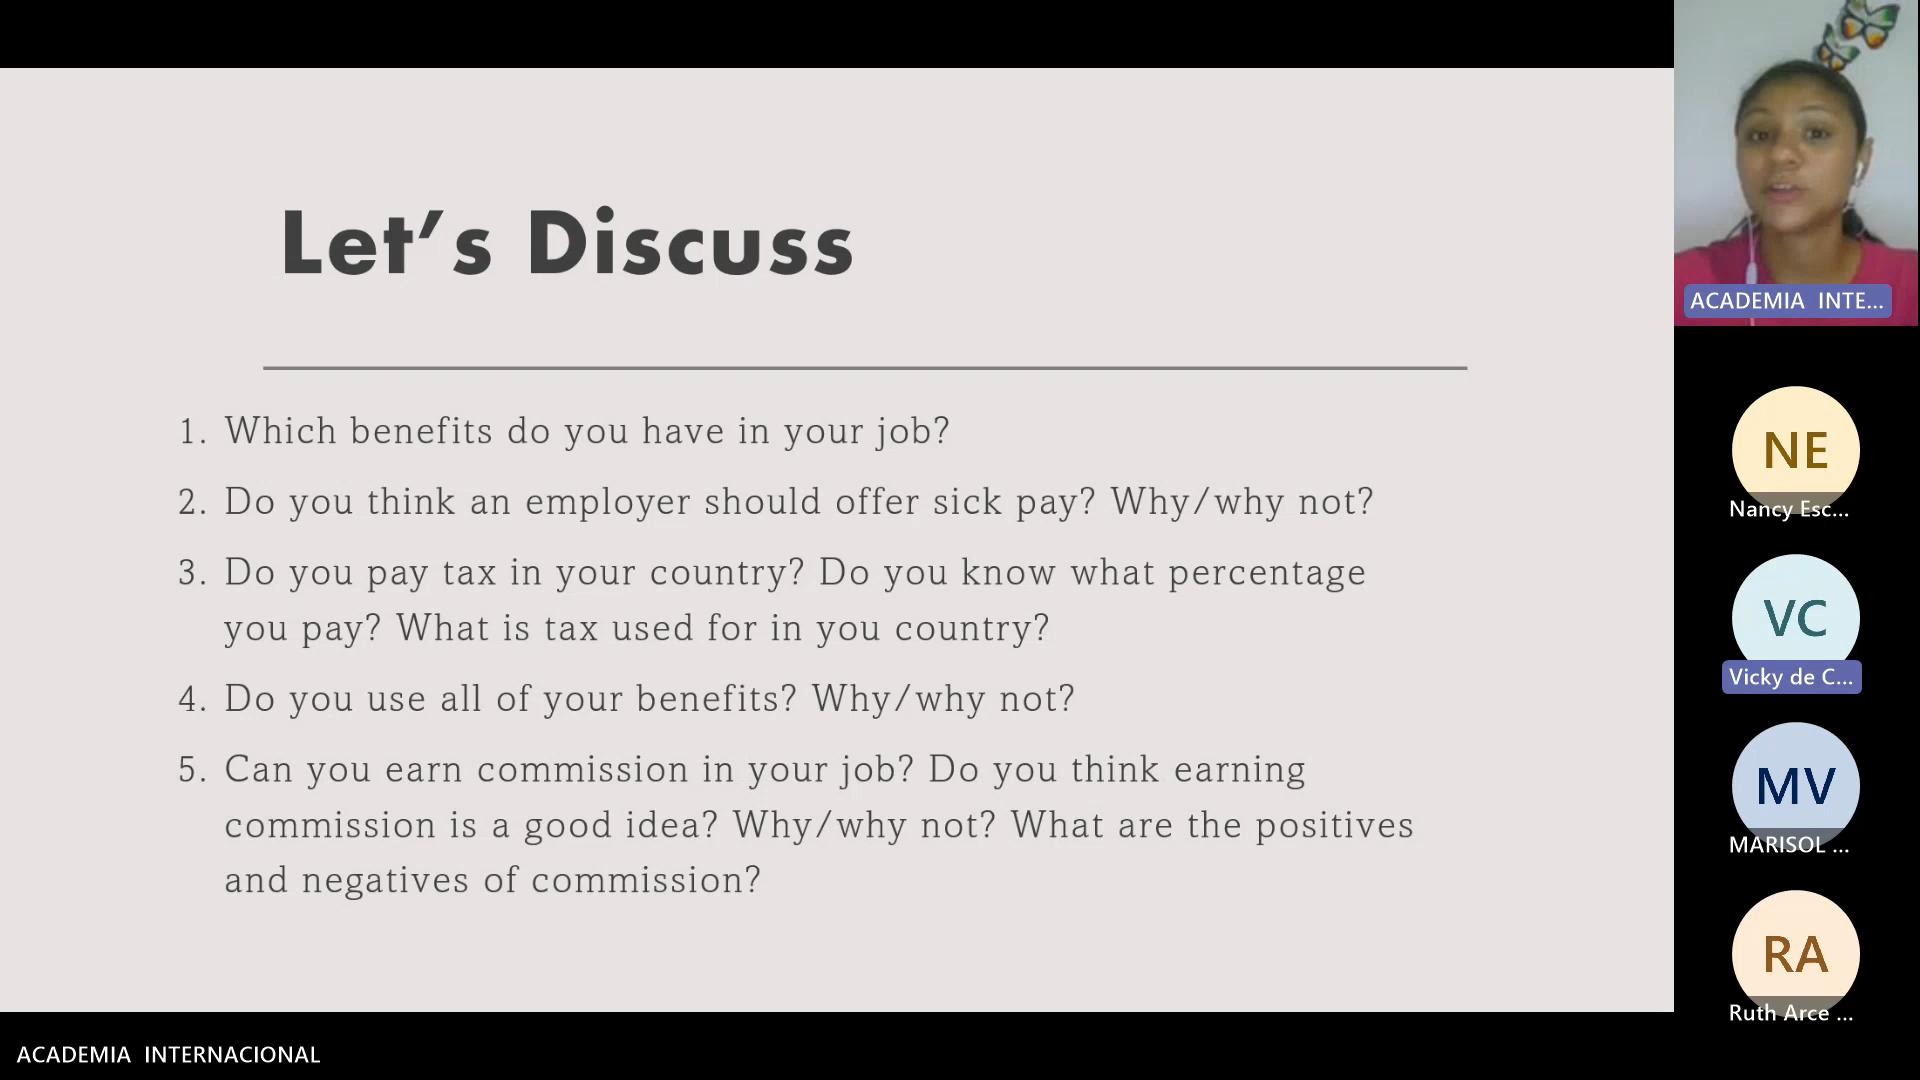 Let's Discuss
1. Which benefits do you have in your job?
2. Do you think an employer should offer sick pay? Why/why not?
3. Do you pay tax in your country? Do you know what percentage
you pay? What is tax used for in you country?
4. Do you use all of your benefits? Why/why not?
5. Can you earn commission in your job? Do you think earning
commission is a good idea? Why/why not? What are the positives
and negatives of commission?
ACADEMIA INTE...
NE
Nancy Esc...
VC
Vicky de C...
MV
MARISOL ...
RA
Ruth Arce ...
ACADEMIA INTERNACIONAL